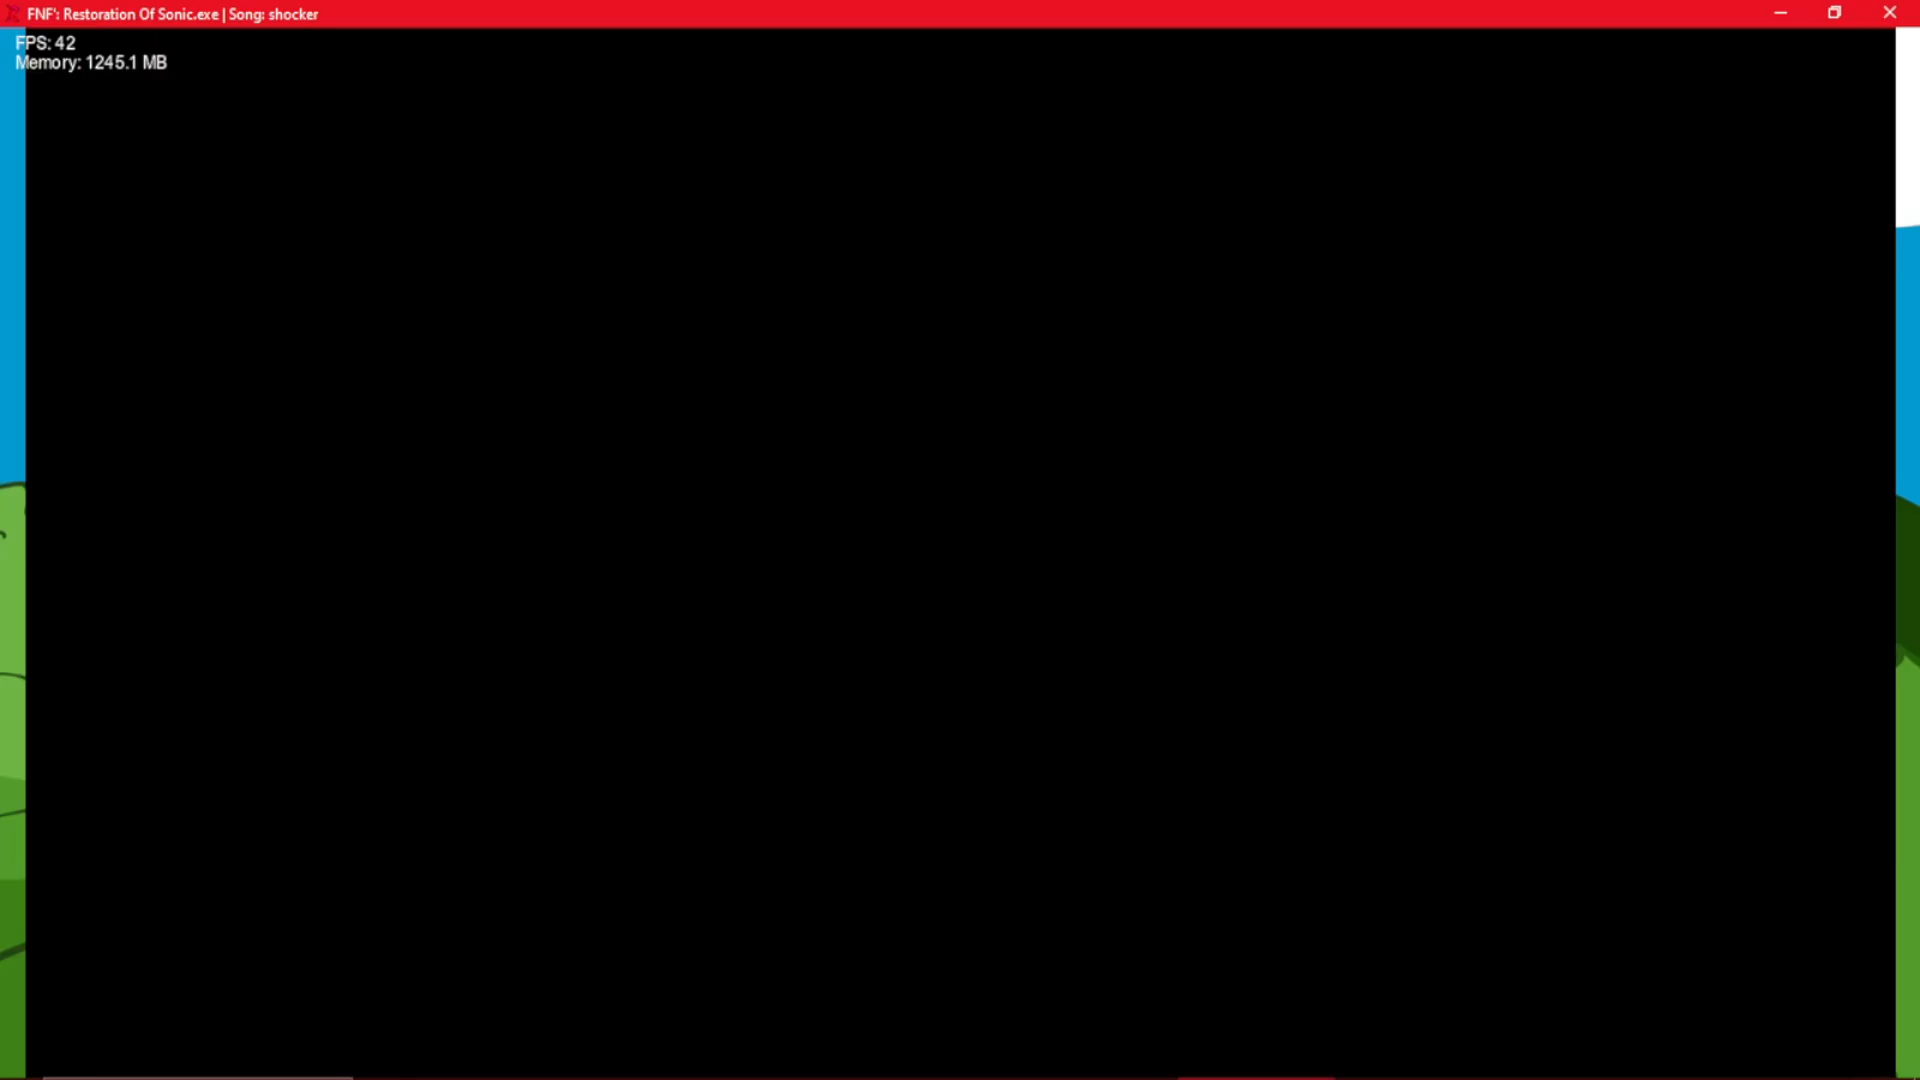 FNF': Restoration Of Sonic.exe | Song: shocker
FPS: 42
Memory: 1245.1 MB